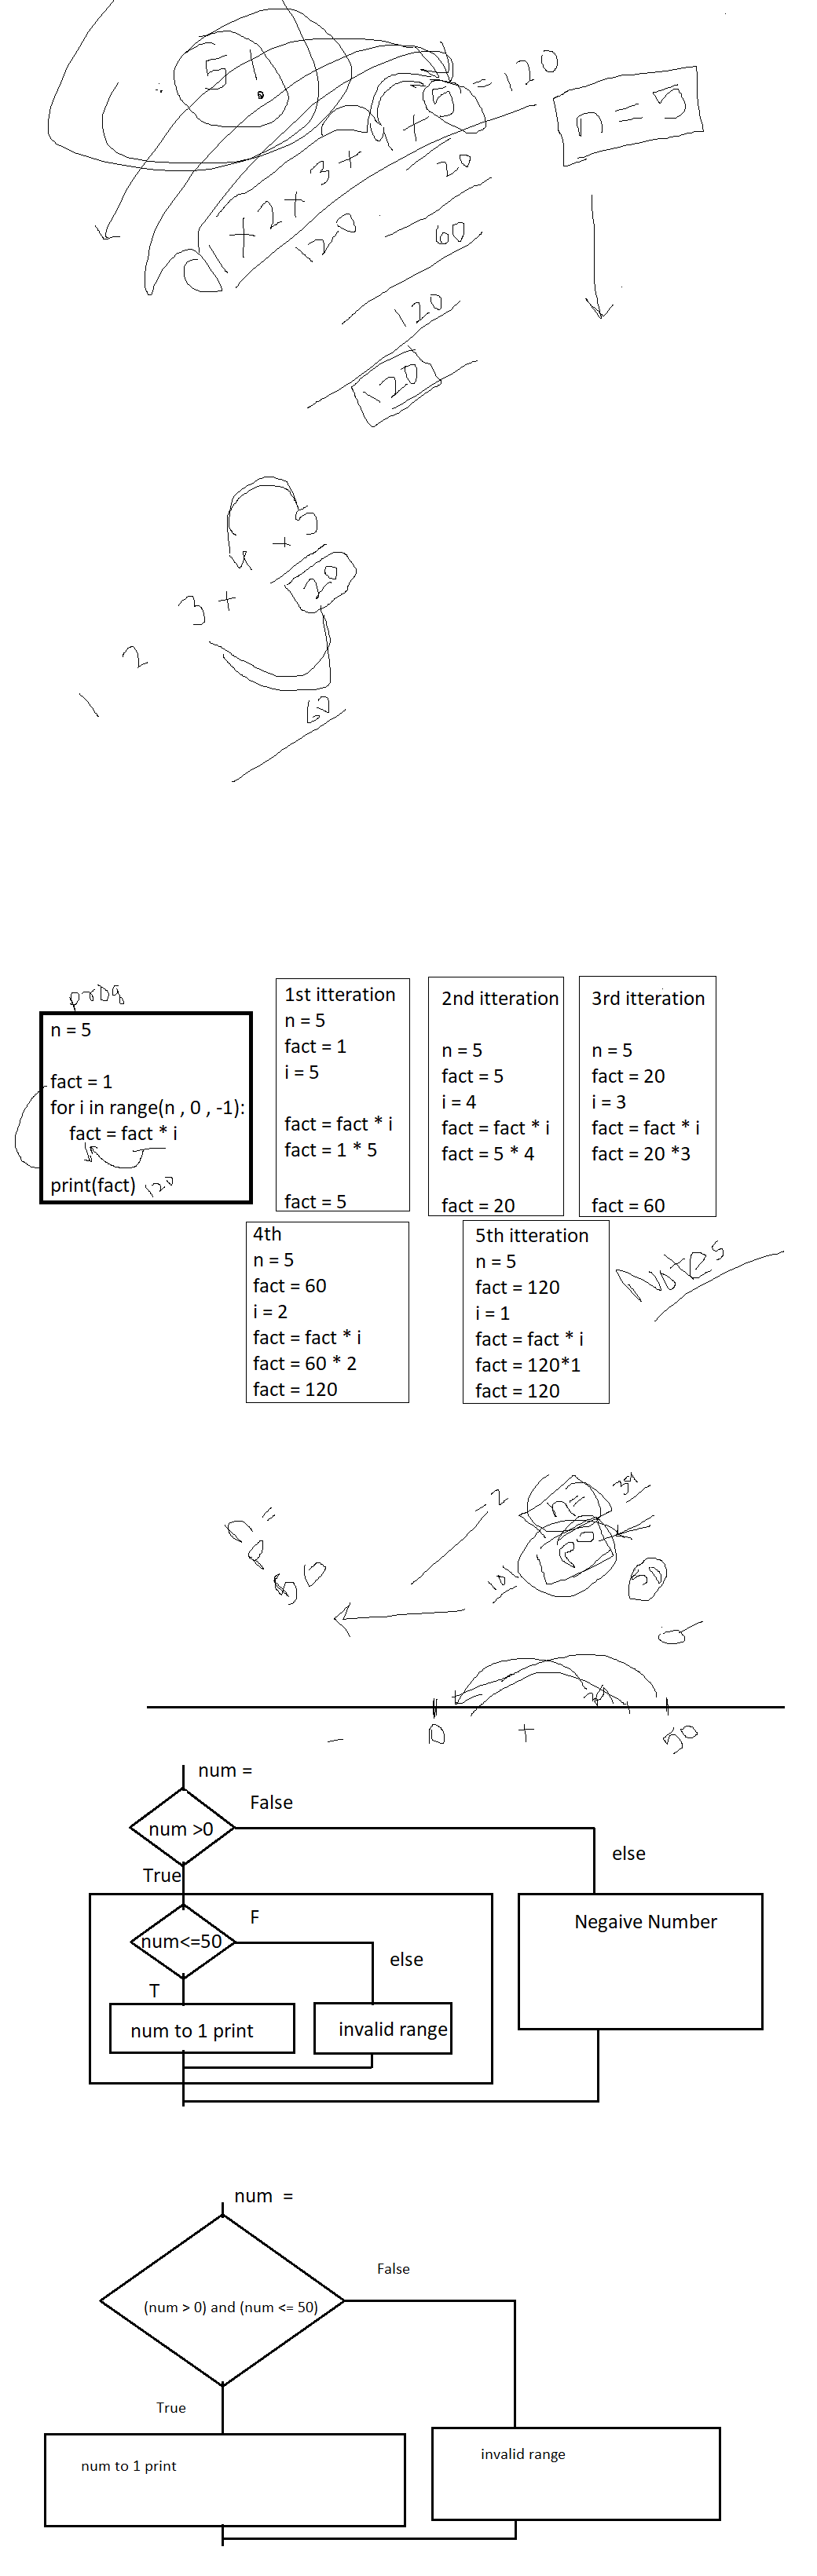 5!
1 x 2 x 3 x 4 x 5 = 120
n = 5
120
20
60
120
120
4 x 5
20
3 x
2
1
60
prog
n = 5
fact = 1
for i in range(n , 0 , -1):
fact = fact * i
print(fact) 120
1st itteration
n = 5
fact = 1
i = 5
fact = fact * i
fact = 1 * 5
fact = 5
2nd itteration
n = 5
fact = 5
i = 4
fact = fact * i
fact = 5 * 4
fact = 20
3rd itteration
n = 5
fact = 20
i = 3
fact = fact * i
fact = 20 *3
fact = 60
4th
n = 5
fact = 60
i = 2
fact = fact * i
fact = 60 * 2
fact = 120
5th itteration
n = 5
fact = 120
i = 1
fact = fact * i
fact = 120*1
fact = 120
Notes
n =
-2
50
- 0 + 50
num =
num >0
False
else
True
num<=50
F
else
T
num to 1 print
invalid range
Negaive Number
num =
(num > 0) and (num <= 50)
False
True
num to 1 print
invalid range